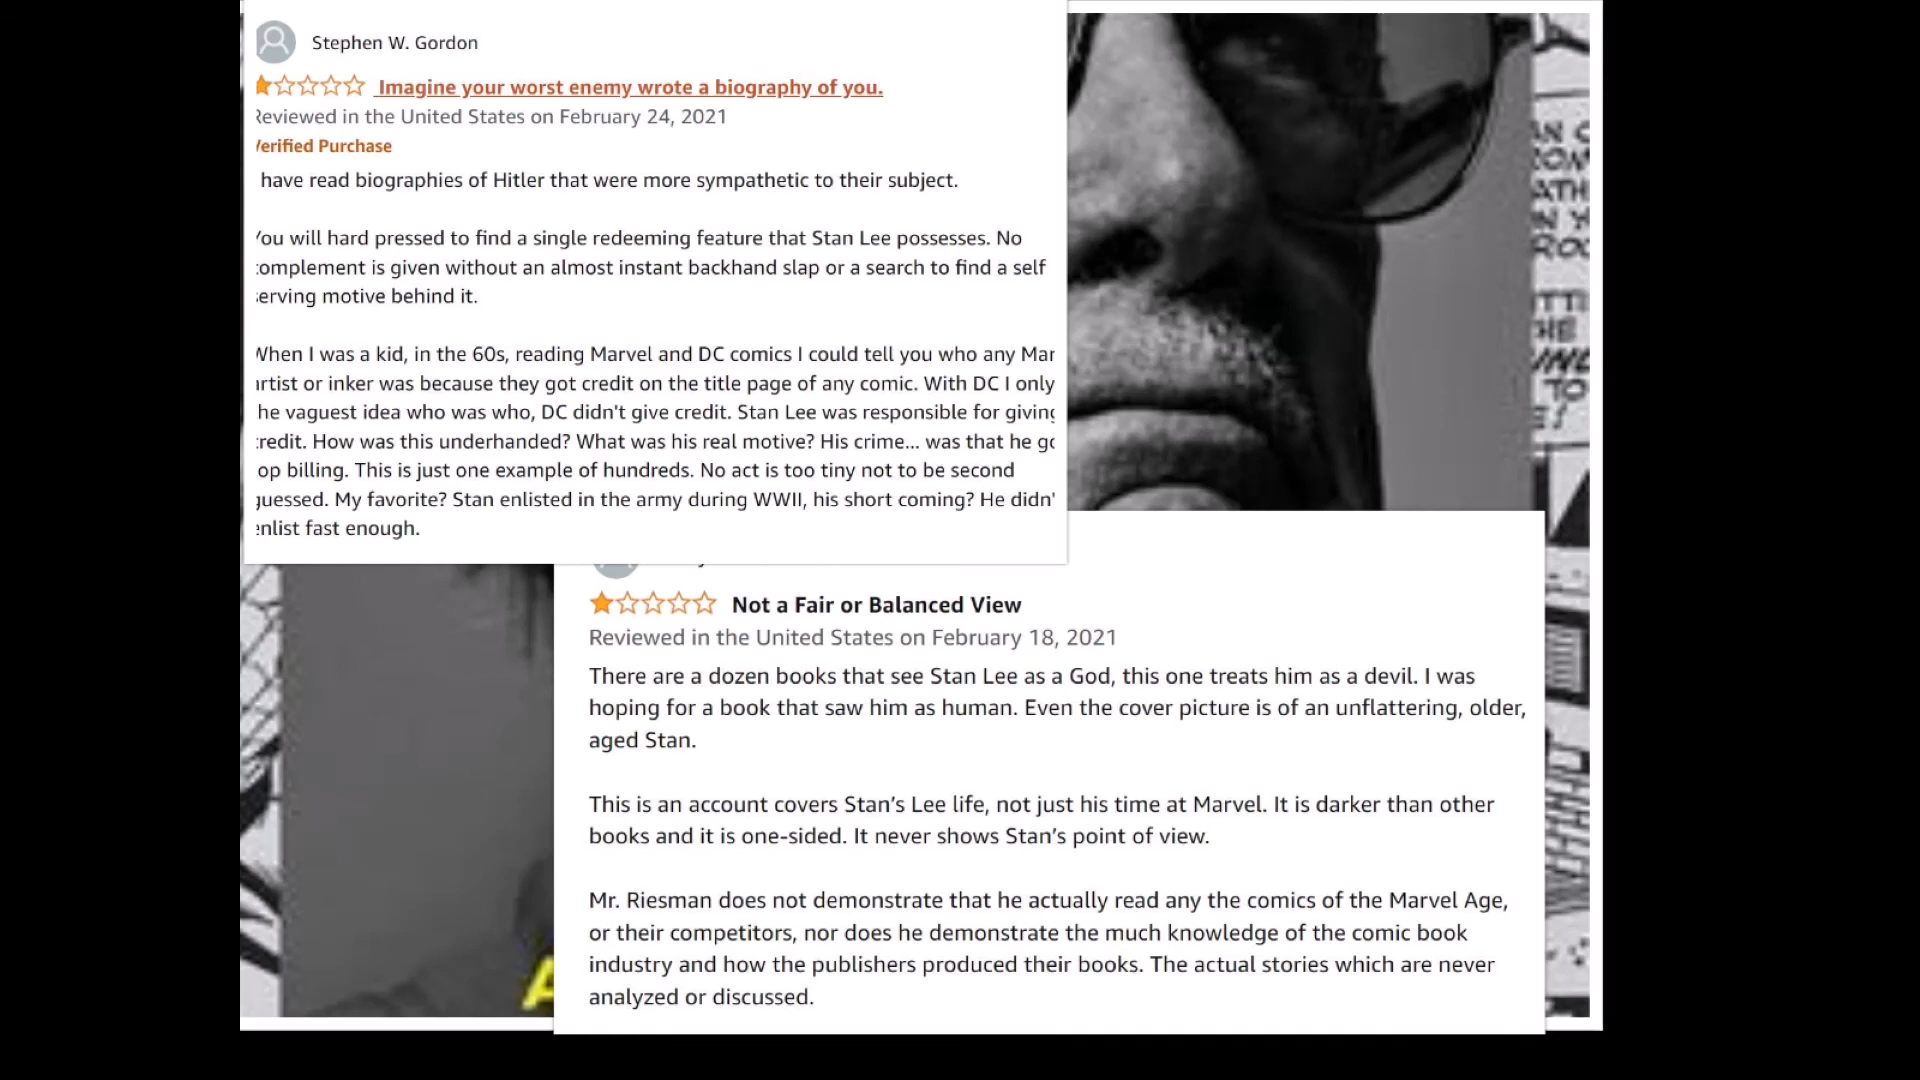 Stephen W. Gordon
Imagine your worst enemy wrote a biography of you.
Reviewed in the United States on February 24, 2021
Verified Purchase
have read biographies of Hitler that were more sympathetic to their subject.
You will hard pressed to find a single redeeming feature that Stan Lee possesses. No
complement is given without an almost instant backhand slap or a search to find a self
serving motive behind it.
When I was a kid, in the 60s, reading Marvel and DC comics I could tell you who any Mar
artist or inker was because they got credit on the title page of any comic. With DC I only
the vaguest idea who was who, DC didn't give credit. Stan Lee was responsible for giving
credit. How was this underhanded? What was his real motive? His crime... was that he go
top billing. This is just one example of hundreds. No act is too tiny not to be second
guessed. My favorite? Stan enlisted in the army during WWII, his short coming? He didn'
enlist fast enough.
Not a Fair or Balanced View
Reviewed in the United States on February 18, 2021
There are a dozen books that see Stan Lee as a God, this one treats him as a devil. I was
hoping for a book that saw him as human. Even the cover picture is of an unflattering, older,
aged Stan.
This is an account covers Stan's Lee life, not just his time at Marvel. It is darker than other
books and it is one-sided. It never shows Stan's point of view.
Mr. Riesman does not demonstrate that he actually read any the comics of the Marvel Age,
or their competitors, nor does he demonstrate the much knowledge of the comic book
industry and how the publishers produced their books. The actual stories which are never
analyzed or discussed.